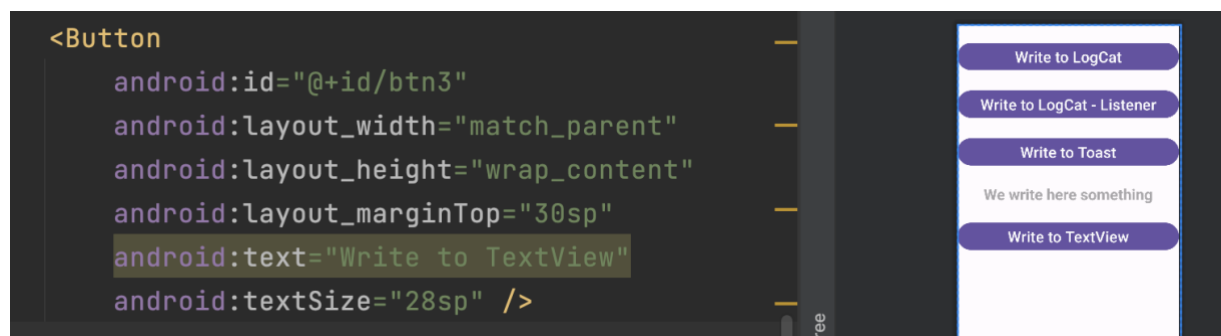 <Button
android:id="@+id/btn3"
android:layout_width="match_parent"
android:layout_height="wrap_content"
android:layout_marginTop="30sp"
android:text="Write to TextView"
android:textSize="28sp" />
ree
Write to LogCat
Write to LogCat - Listener
Write to Toast
We write here something
Write to TextView